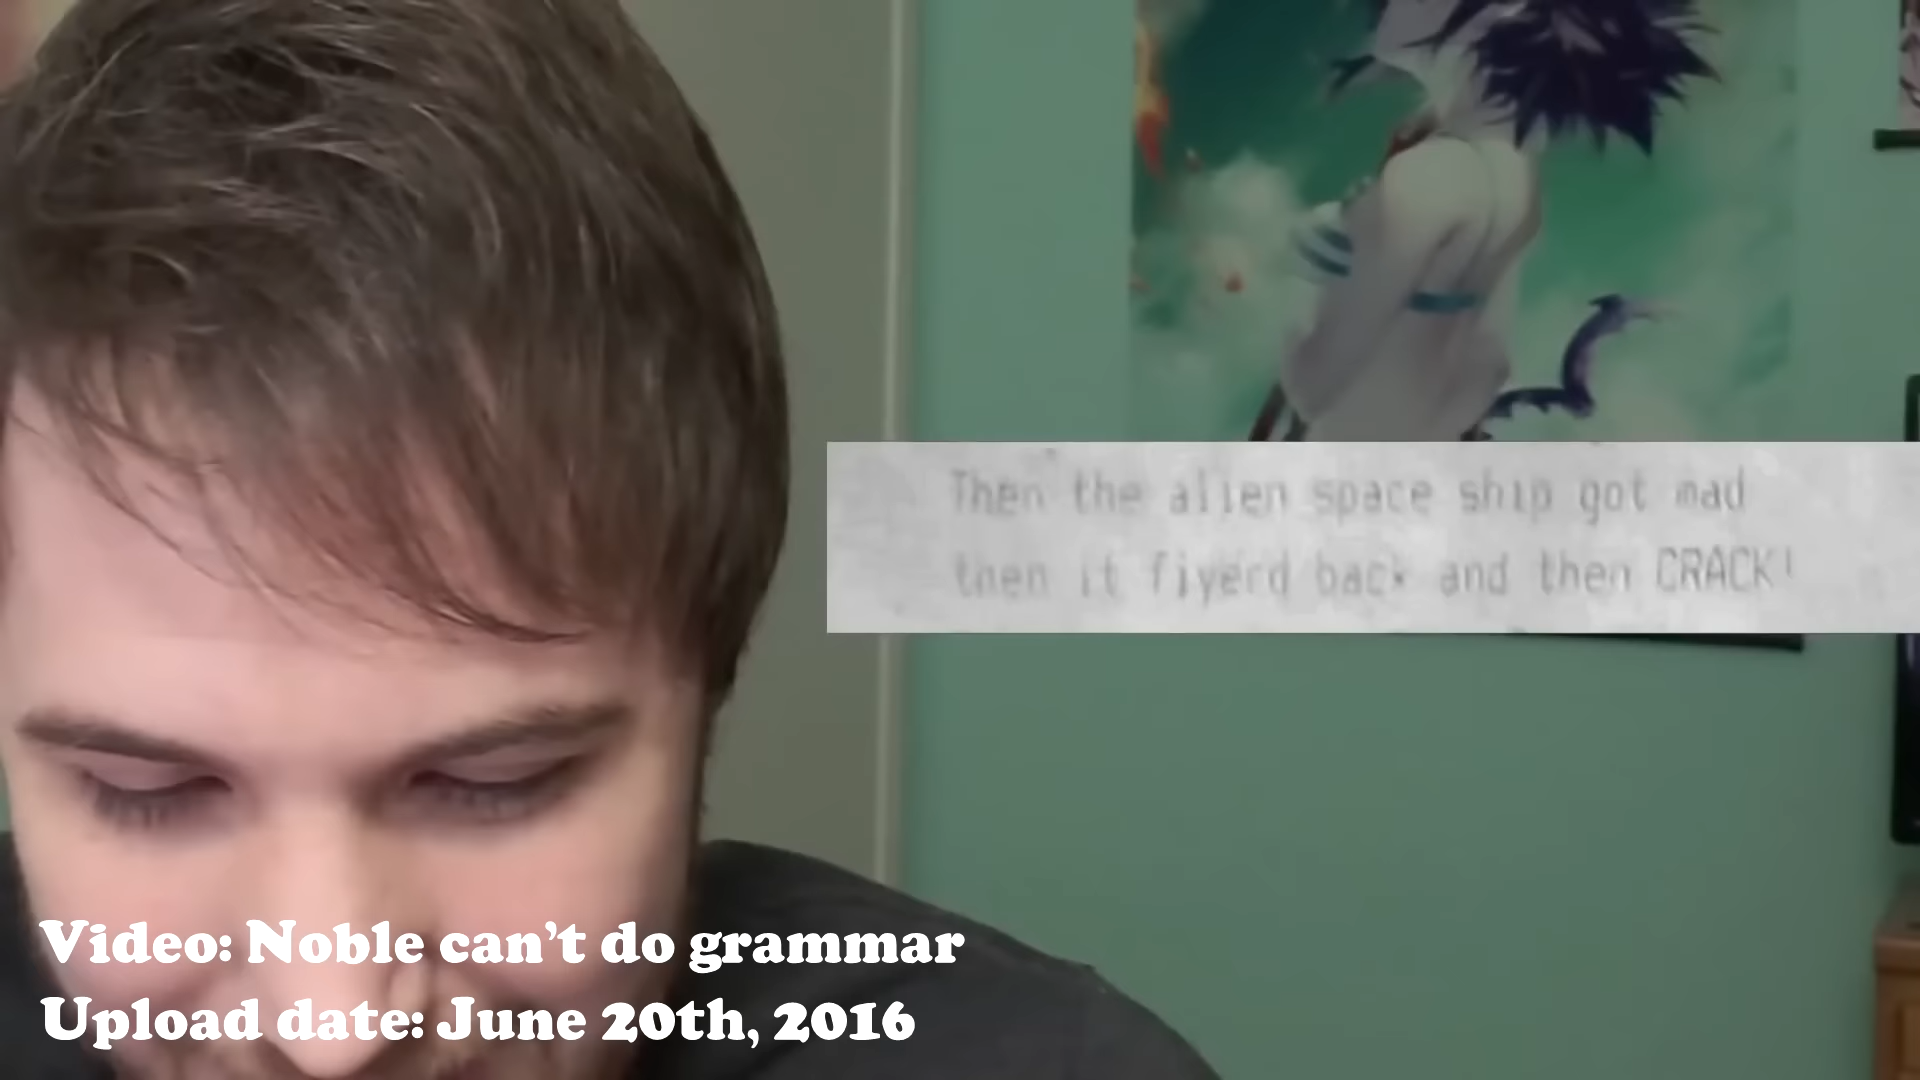 Then the alien space ship got mad
then it fiyerd back and then CRACK!
Video: Noble can't do grammar
Upload date: June 20th, 2016